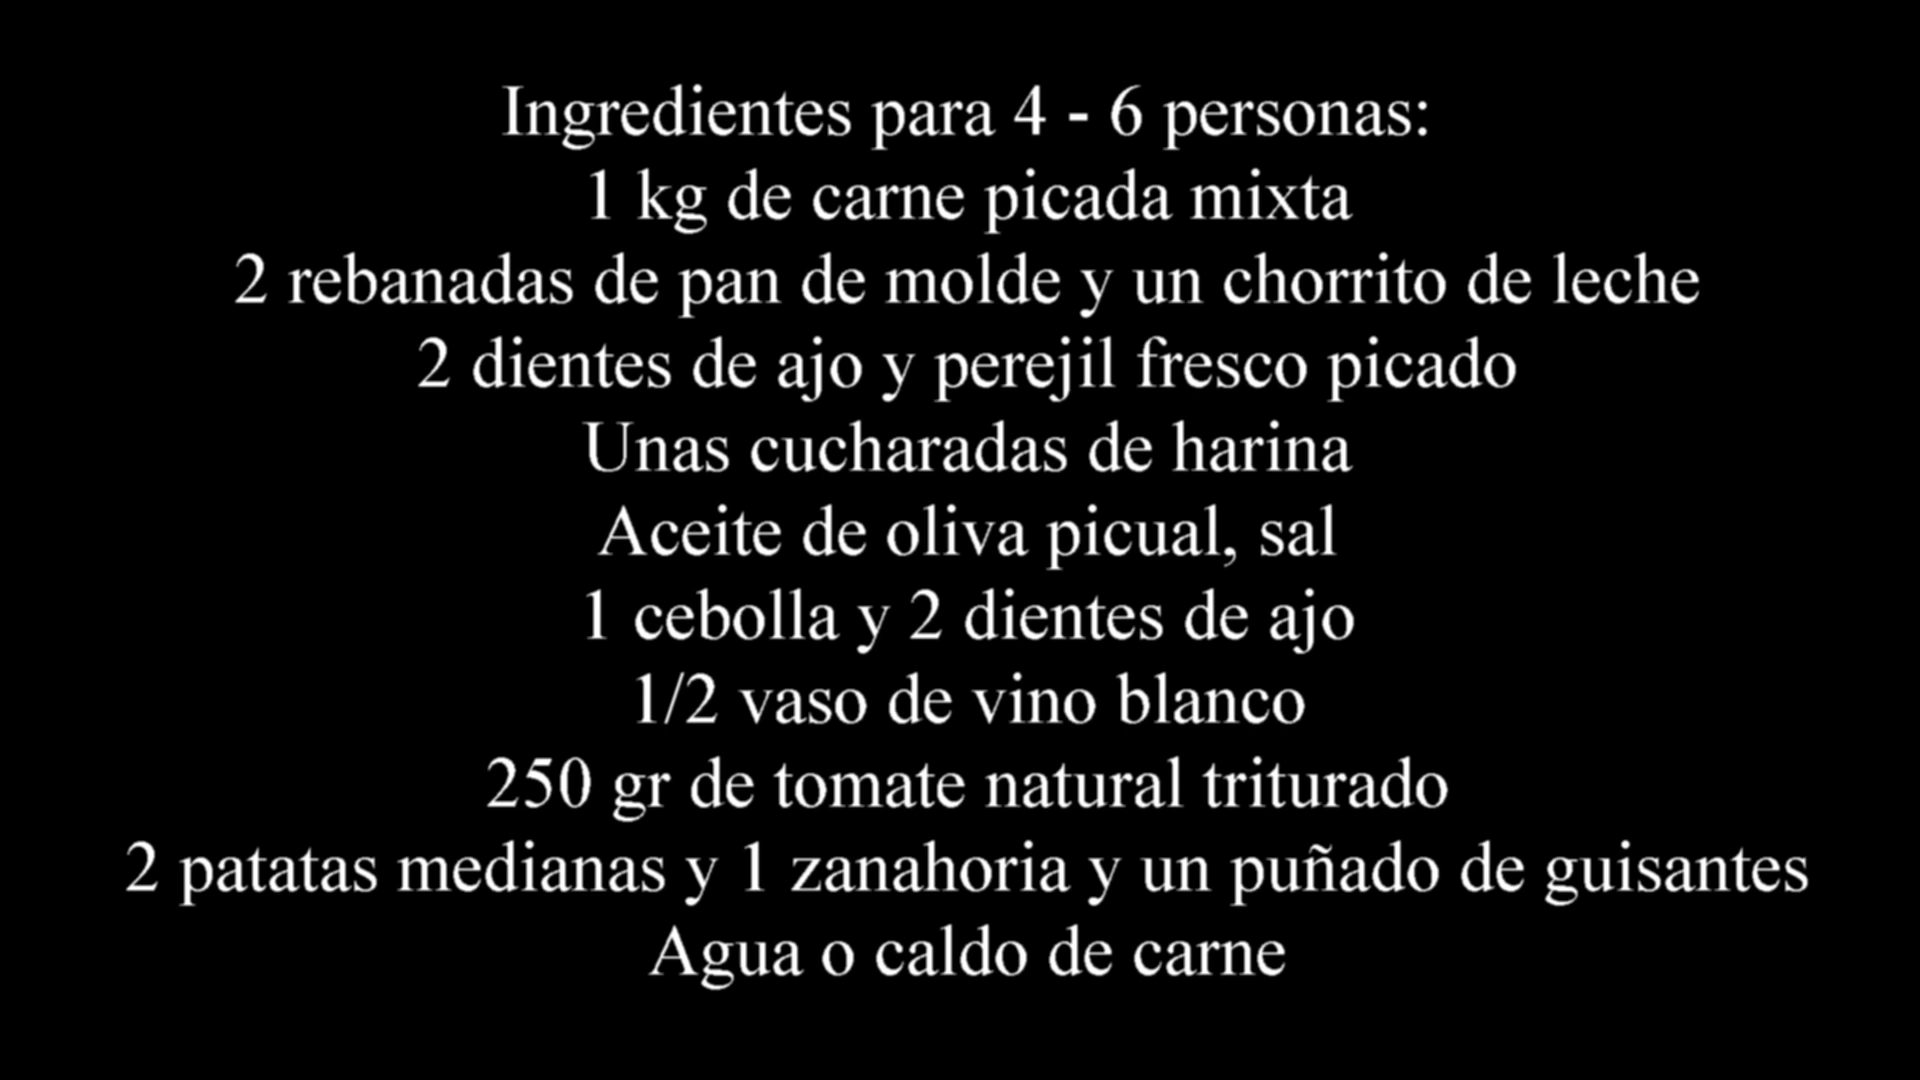 Ingredientes para 4 - 6 personas:
1 kg de carne picada mixta
2 rebanadas de pan de molde y un chorrito de leche
2 dientes de ajo y perejil fresco picado
Unas cucharadas de harina
Aceite de oliva picual, sal
1 cebolla y 2 dientes de ajo
1/2 vaso de vino blanco
250 gr de tomate natural triturado
2 patatas medianas y 1 zanahoria y un puñado de guisantes
Agua o caldo de carne